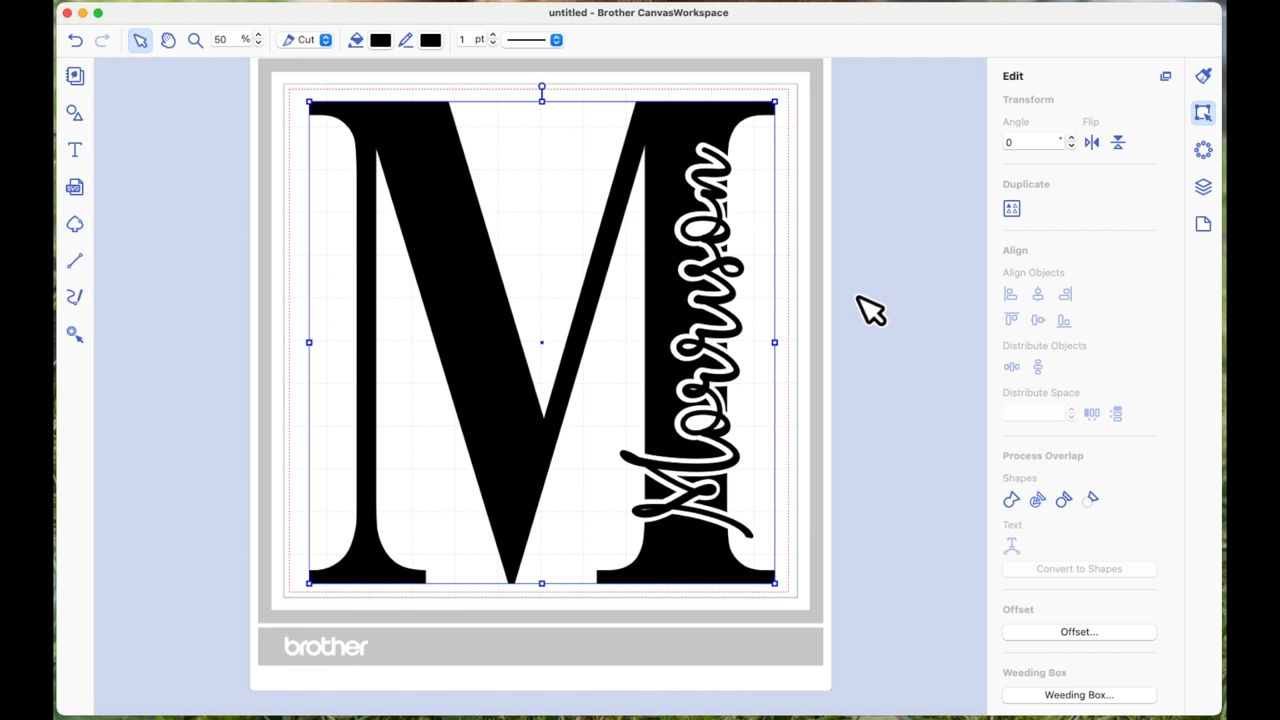 untitled - Brother CanvasWorkspace
50 %
Cut
1 pt
SVG
M
Morrison
brother
Edit
Transform
Angle
Flip
0 °
Duplicate
Align
Align Objects
Distribute Objects
Distribute Space
Process Overlap
Shapes
Text
Convert to Shapes
Offset
Offset...
Weeding Box
Weeding Box...